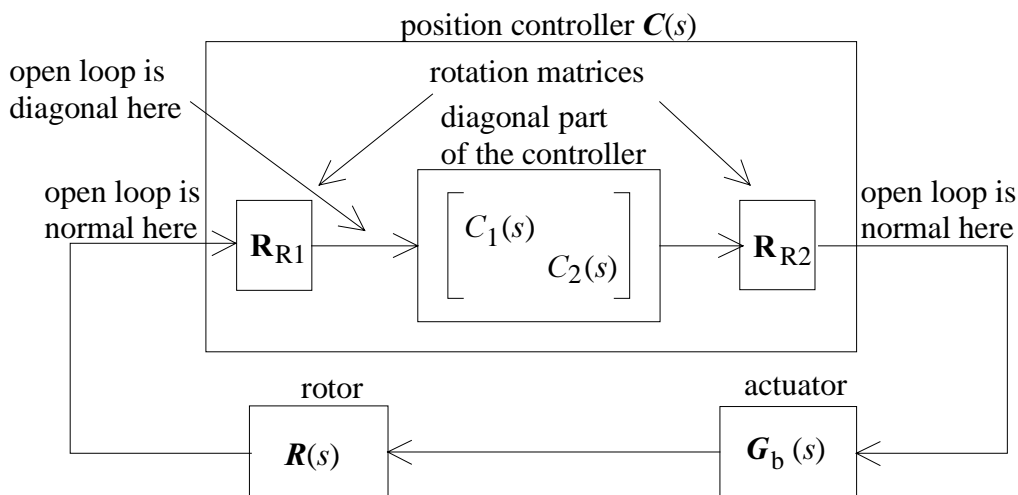 position controller C(s)
open loop is
diagonal here
rotation matrices
diagonal part
of the controller
open loop is
normal here
open loop is
normal here
R_R1
C_1(s)
C_2(s)
R_R2
rotor
actuator
R(s)
G_b (s)